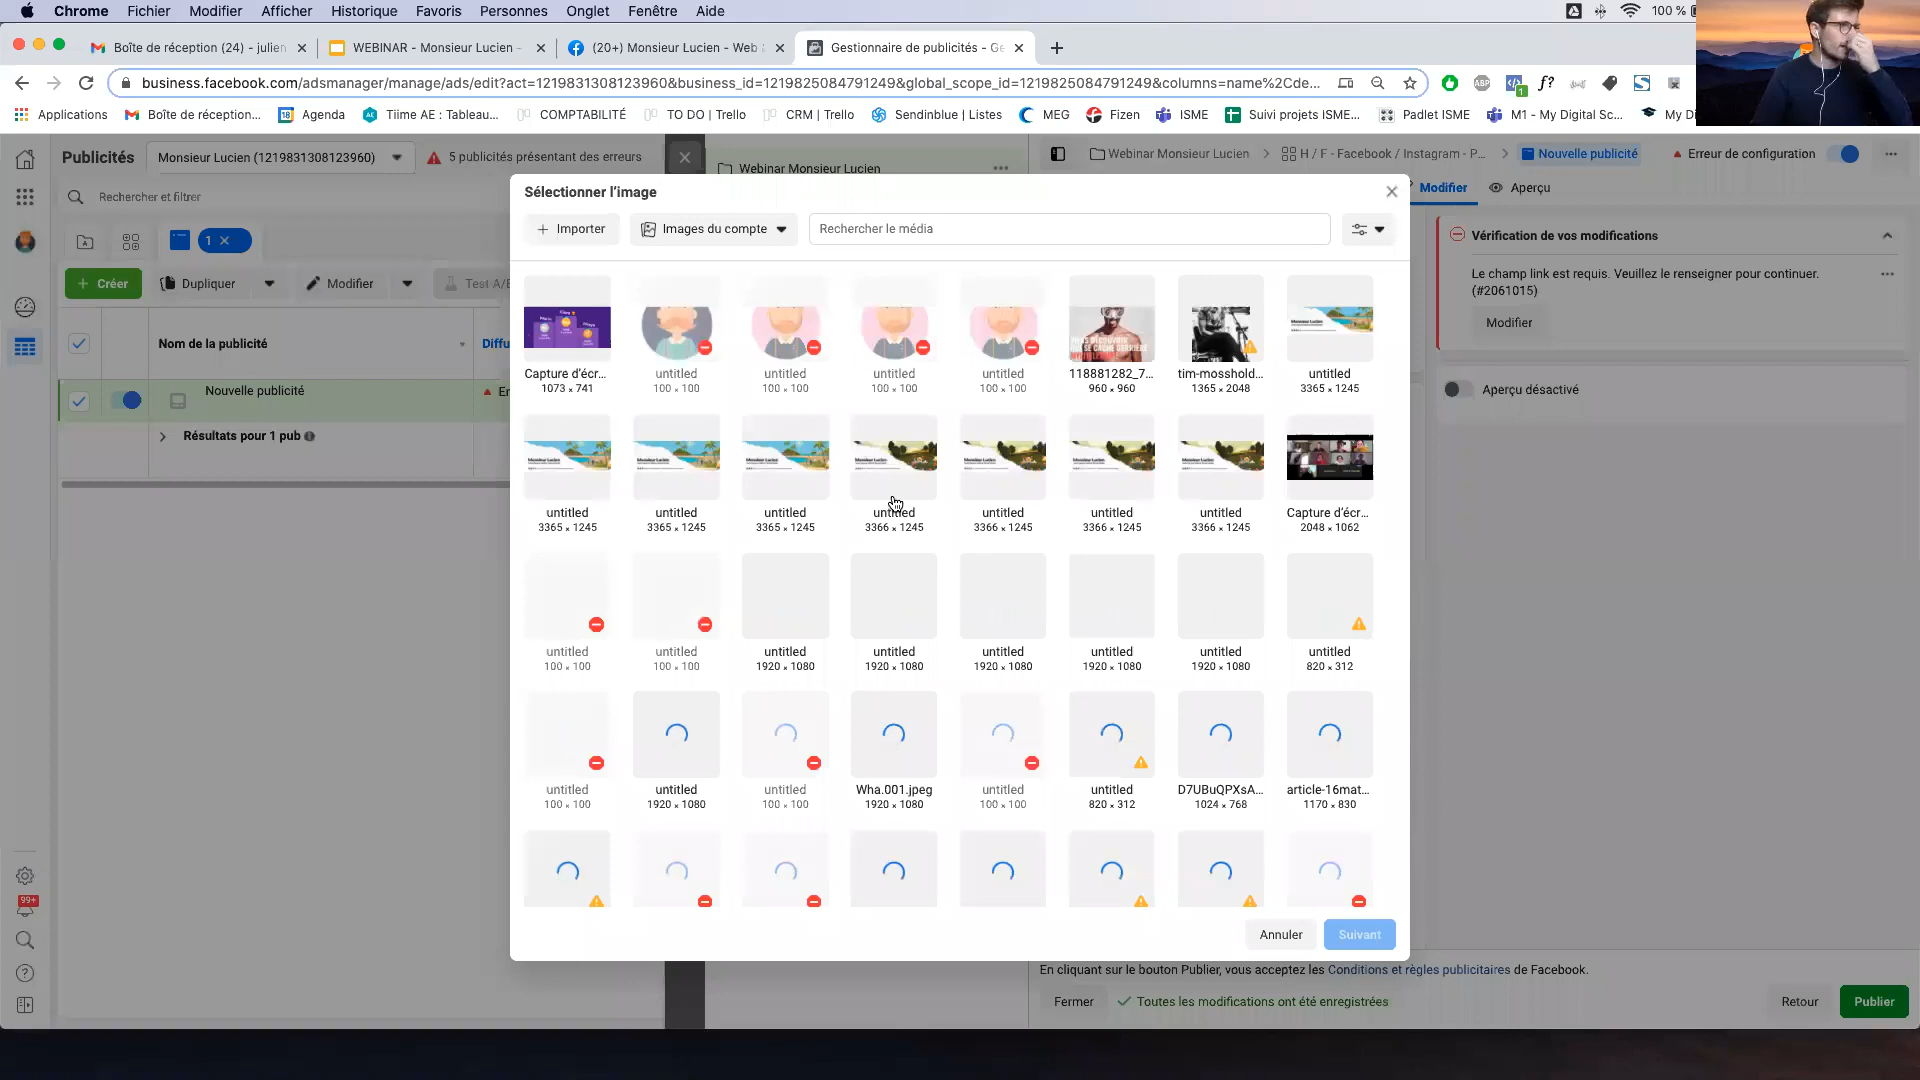 Chrome Fichier Modifier Afficher Historique Favoris Personnes Onglet Fenêtre Aide 100 %
Boîte de réception (24) - julien
WEBINAR - Monsieur Lucien -
(20+) Monsieur Lucien - Web
Gestionnaire de publicités - Ge
business.facebook.com/adsmanager/manage/ads/edit?act=1219831308123960&business_id=1219825084791249&global_scope_id=1219825084791249&columns=name%2Cde...
Applications Boîte de réception... Agenda Tiime AE : Tableau... COMPTABILITÉ TO DO | Trello CRM | Trello Sendinblue | Listes MEG Fizen ISME Suivi projets ISME... Padlet ISME M1 - My Digital Sc... My Di
Publicités
Monsieur Lucien (1219831308123960)
5 publicités présentant des erreurs
Webinar Monsieur Lucien
Webinar Monsieur Lucien > H / F - Facebook / Instagram - P... > Nouvelle publicité
Erreur de configuration
Rechercher et filtrer
Modifier Aperçu
1
Créer Dupliquer Modifier Test A/B
Nom de la publicité Diffu
Nouvelle publicité
Er
Résultats pour 1 pub
99+
Sélectionner l'image
Importer
Images du compte
Rechercher le média
Capture d'écr... untitled untitled untitled untitled 118881282_7... tim-mosshold... untitled
1073 × 741 100 × 100 100 × 100 100 × 100 100 × 100 960 × 960 1365 × 2048 3365 × 1245
untitled untitled untitled untitled untitled untitled untitled Capture d'écr...
3365 × 1245 3365 × 1245 3365 × 1245 3366 × 1245 3366 × 1245 3366 × 1245 3366 × 1245 2048 × 1062
untitled untitled untitled untitled untitled untitled untitled untitled
100 × 100 100 × 100 1920 × 1080 1920 × 1080 1920 × 1080 1920 × 1080 1920 × 1080 820 × 312
untitled untitled untitled Wha.001.jpeg untitled untitled D7UBuQPXsA... article-16mat...
100 × 100 1920 × 1080 100 × 100 1920 × 1080 100 × 100 820 × 312 1024 × 768 1170 × 830
Annuler Suivant
Vérification de vos modifications
Le champ link est requis. Veuillez le renseigner pour continuer.
(#2061015)
Modifier
Aperçu désactivé
En cliquant sur le bouton Publier, vous acceptez les Conditions et règles publicitaires de Facebook.
Fermer
Toutes les modifications ont été enregistrées
Retour
Publier